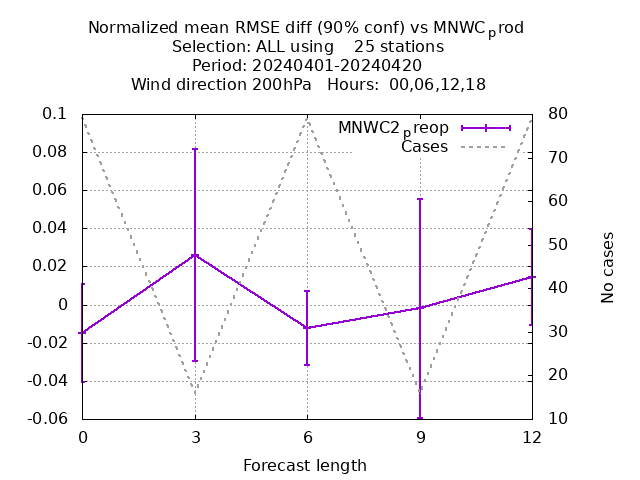 Normalized mean RMSE diff (90% conf) vs MNWCprod
Selection: ALL using    25 stations
Period: 20240401-20240420
Wind direction 200hPa   Hours:  00,06,12,18
MNWC2preop
Cases
0.1
0.08
0.06
0.04
0.02
0
-0.02
-0.04
-0.06
80
70
60
50
40
30
20
10
No cases
0 3 6 9 12
Forecast length